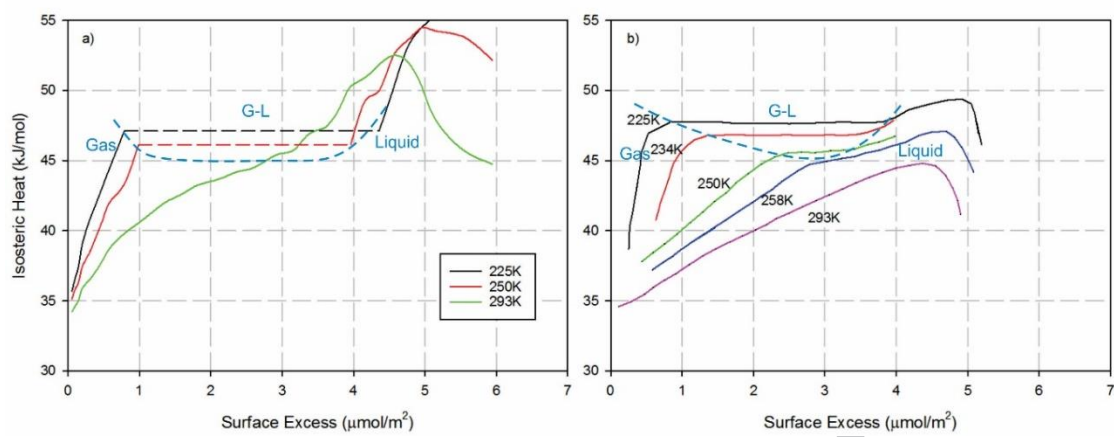 a)
55
50
45
40
35
30
Isosteric Heat (kJ/mol)
G-L
Gas
Liquid
225K
250K
293K
0 1 2 3 4 5 6 7
Surface Excess (μmol/m²)
b)
55
50
45
40
35
30
G-L
225K
Gas
234K
Liquid
250K
258K
293K
0 1 2 3 4 5 6 7
Surface Excess (μmol/m²)